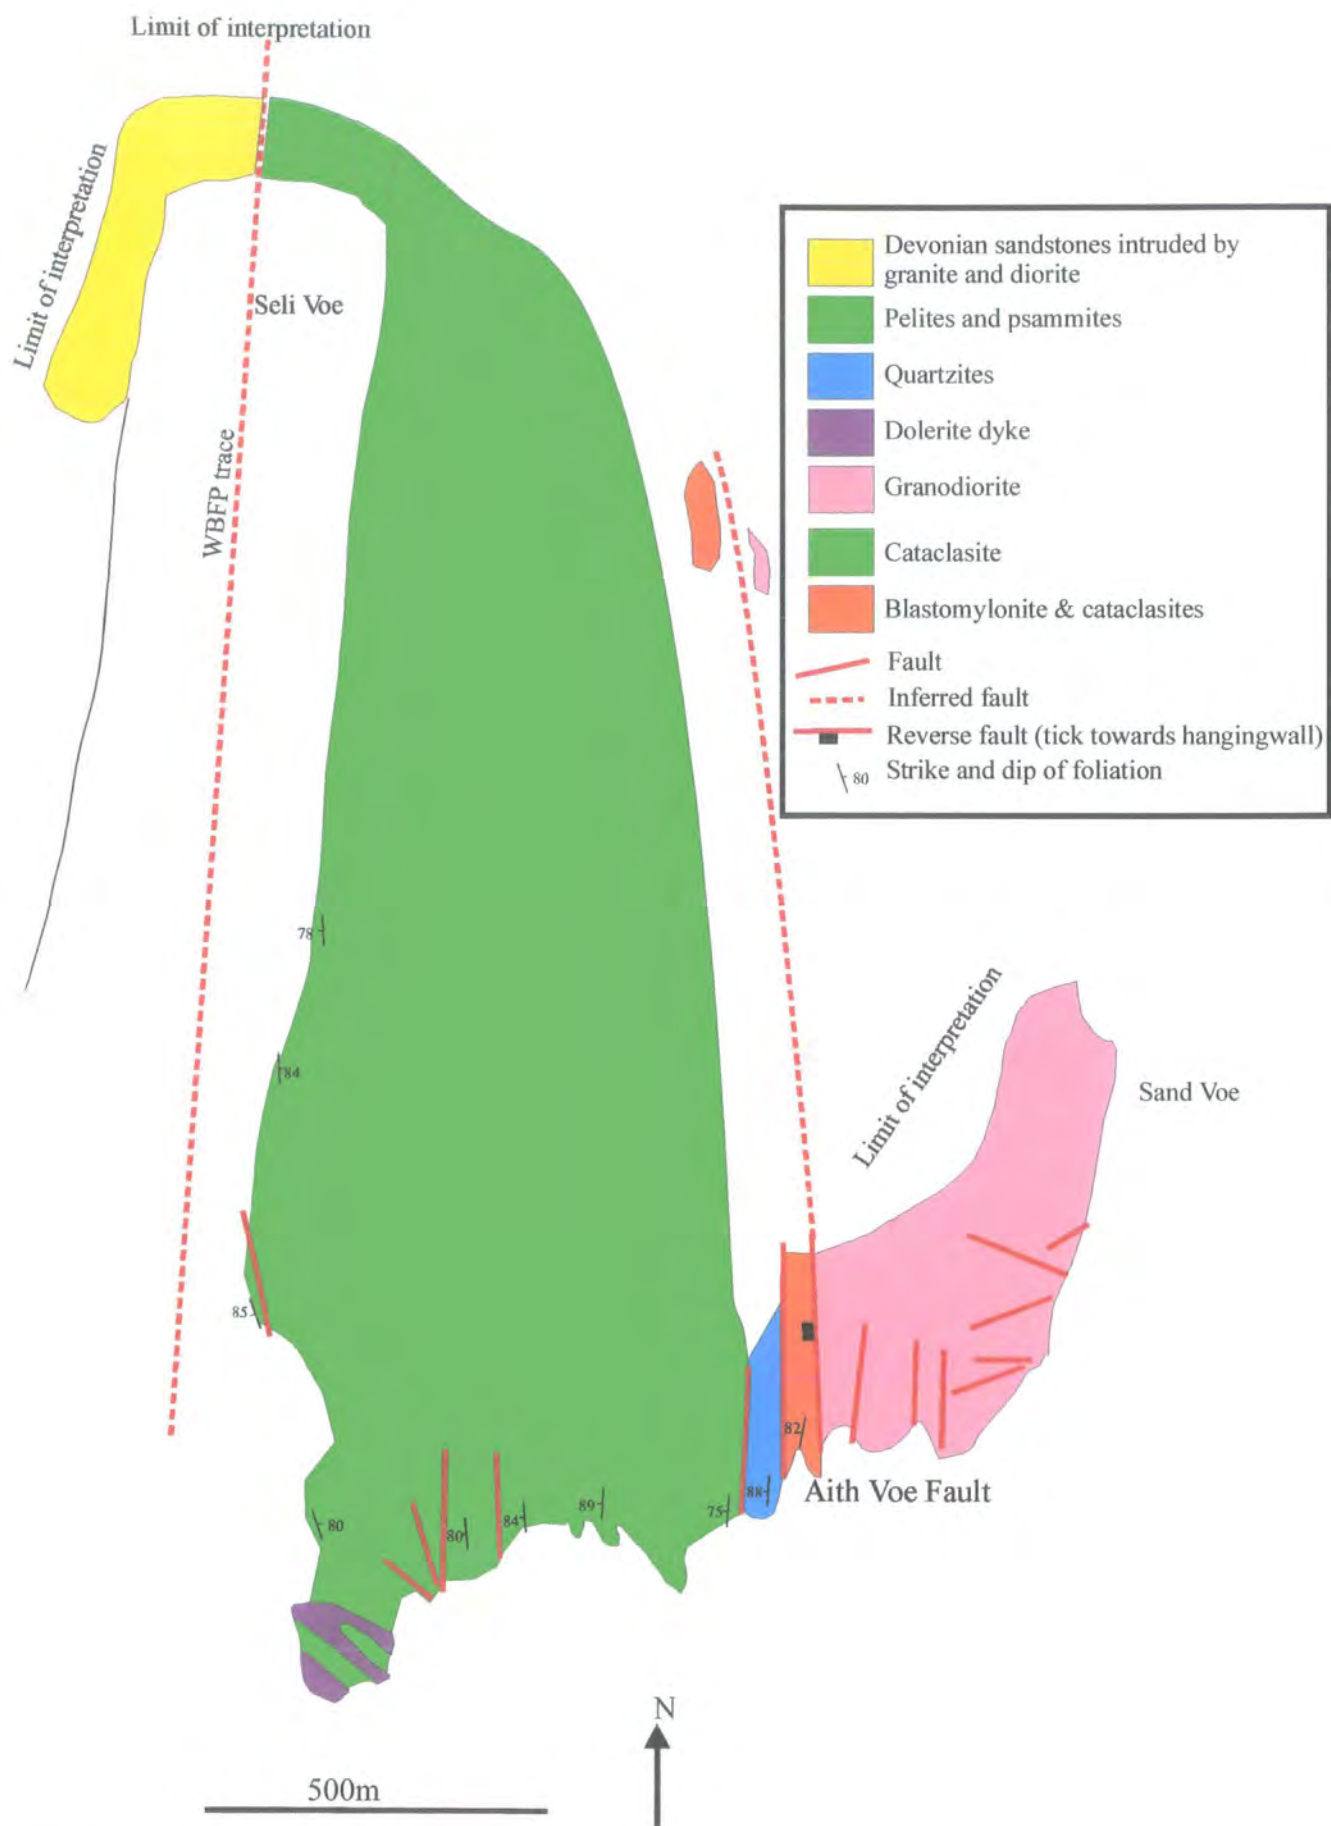 Limit of interpretation
Limit of interpretation
Seli Voe
WBFP trace
Devonian sandstones intruded by
granite and diorite
Pelites and psammites
Quartzites
Dolerite dyke
Granodiorite
Cataclasite
Blastomylonite & cataclasites
Fault
Inferred fault
Reverse fault (tick towards hangingwall)
80 Strike and dip of foliation
78
84
Limit of interpretation
Sand Voe
85
82
88
Aith Voe Fault
80
80
84
89
75
N
500m